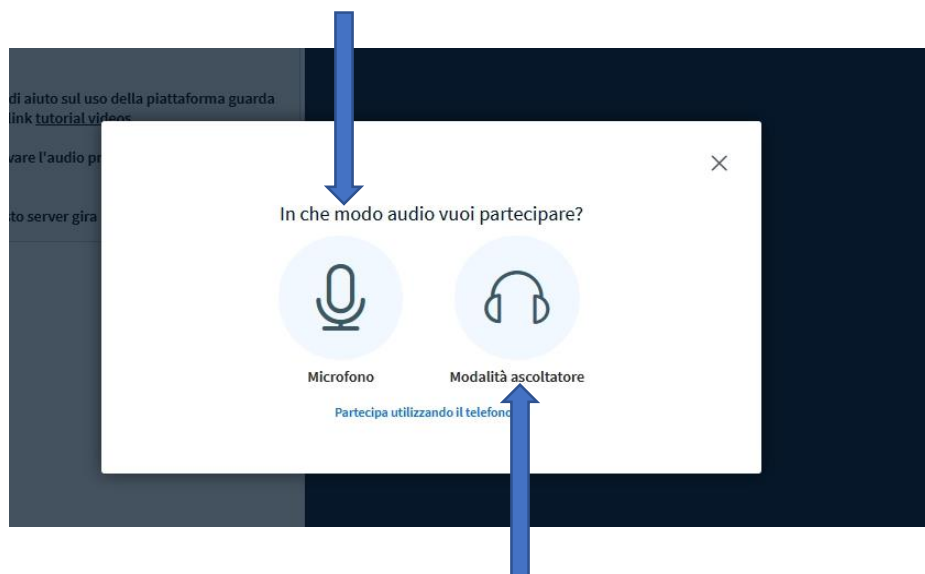 di aiuto sul uso della piattaforma guarda
link tutorial videos
vare l'audio
sto server gira
In che modo audio vuoi partecipare?
Microfono
Modalità ascoltatore
Partecipa utilizzando il telefono